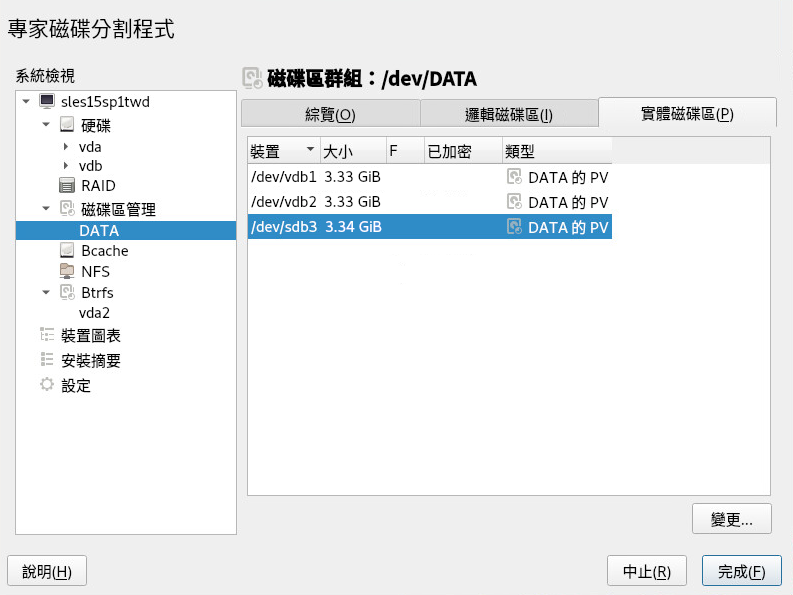 專家磁碟分割程式
系統檢視
sles15sp1twd
硬碟
vda
vdb
RAID
磁碟區管理
DATA
Bcache
NFS
Btrfs
vda2
裝置圖表
安裝摘要
設定
磁碟區群組：/dev/DATA
綜覽(O) 邏輯磁碟區(I) 實體磁碟區(P)
裝置 大小 F 已加密 類型
/dev/vdb1 3.33 GiB DATA 的 PV
/dev/vdb2 3.33 GiB DATA 的 PV
/dev/sdb3 3.34 GiB DATA 的 PV
變更...
說明(H) 中止(R) 完成(F)